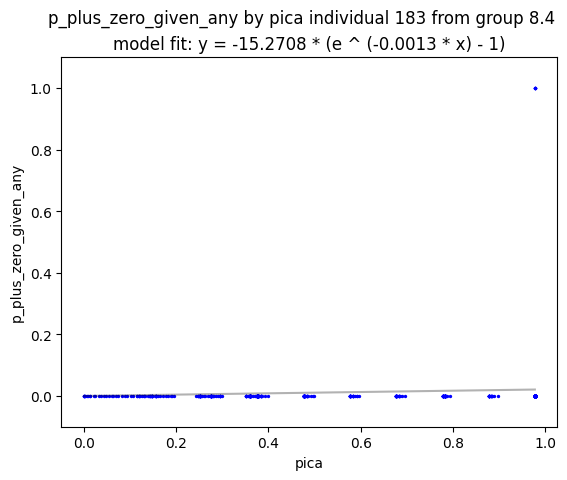 p_plus_zero_given_any by pica individual 183 from group 8.4
model fit: y = -15.2708 * (e ^ (-0.0013 * x) - 1)
1.0
0.8
0.6
0.4
0.2
0.0
p_plus_zero_given_any
0.0 0.2 0.4 0.6 0.8 1.0
pica